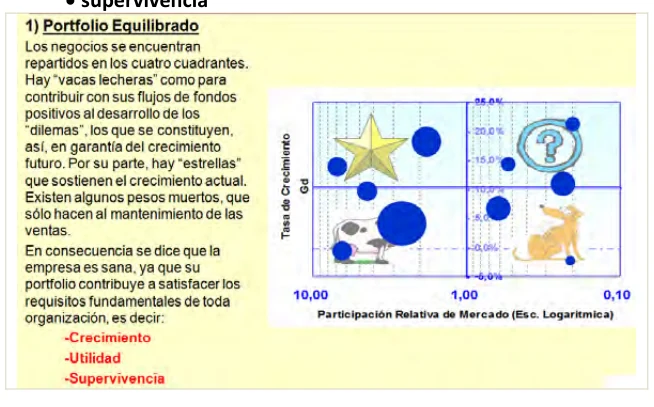 • supervivencia
1) Portfolio Equilibrado
Los negocios se encuentran
repartidos en los cuatro cuadrantes.
Hay "vacas lecheras" como para
contribuir con sus flujos de fondos
positivos al desarrollo de los
"dilemas", los que se constituyen,
así, en garantía del crecimiento
futuro. Por su parte, hay "estrellas"
que sostienen el crecimiento actual.
Existen algunos pesos muertos, que
sólo hacen al mantenimiento de las
ventas.
En consecuencia se dice que la
empresa es sana, ya que su
portfolio contribuye a satisfacer los
requisitos fundamentales de toda
organización, es decir:
-Crecimiento
-Utilidad
-Supervivencia
Tasa de Crecimiento
Gd
25,0%
20,0%
15,0%
10,0%
5,0%
0,0%
-5,0%
?
10,00
1,00
0,10
Participación Relativa de Mercado (Esc. Logaritmica)